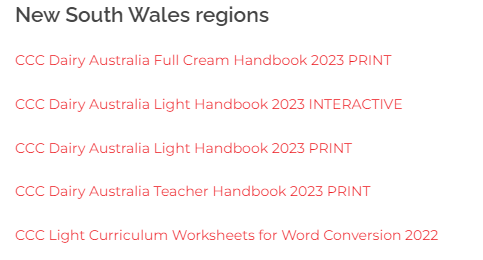 New South Wales regions
CCC Dairy Australia Full Cream Handbook 2023 PRINT
CCC Dairy Australia Light Handbook 2023 INTERACTIVE
CCC Dairy Australia Light Handbook 2023 PRINT
CCC Dairy Australia Teacher Handbook 2023 PRINT
CCC Light Curriculum Worksheets for Word Conversion 2022